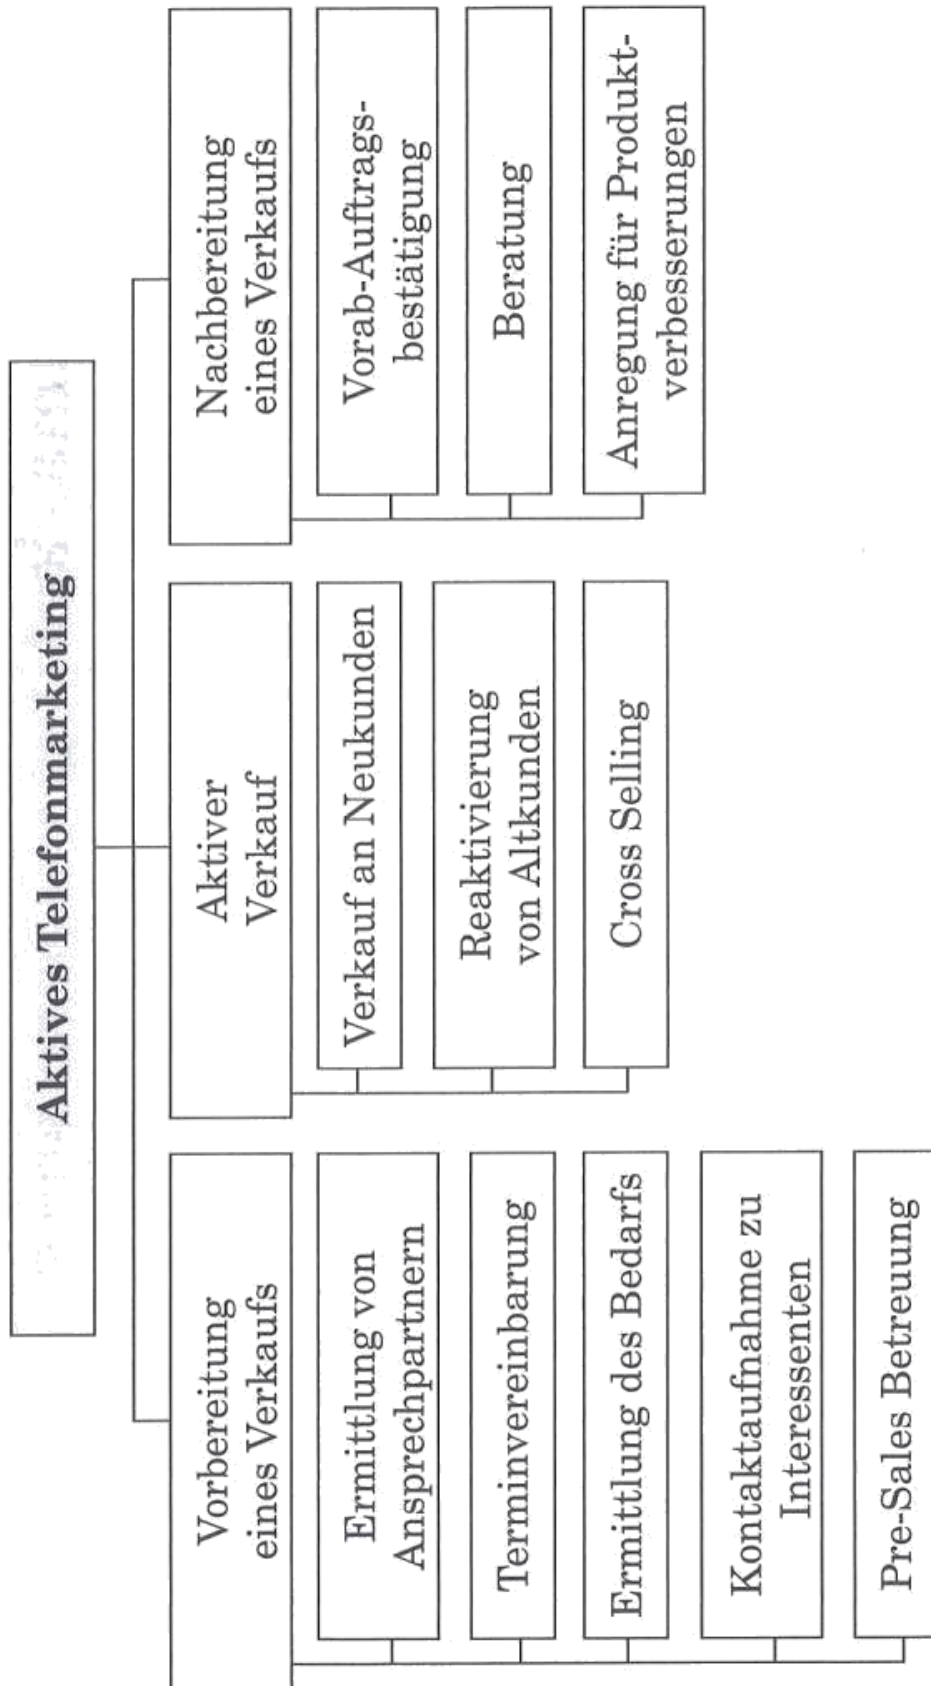 Aktives Telefonmarketing
Vorbereitung
eines Verkaufs
Ermittlung von
Ansprechpartnern
Terminvereinbarung
Ermittlung des Bedarfs
Kontaktaufnahme zu
Interessenten
Pre-Sales Betreuung
Aktiver
Verkauf
Verkauf an Neukunden
Reaktivierung
von Altkunden
Cross Selling
Nachbereitung
eines Verkaufs
Vorab-Auftrags-
bestätigung
Beratung
Anregung für Produkt-
verbesserungen